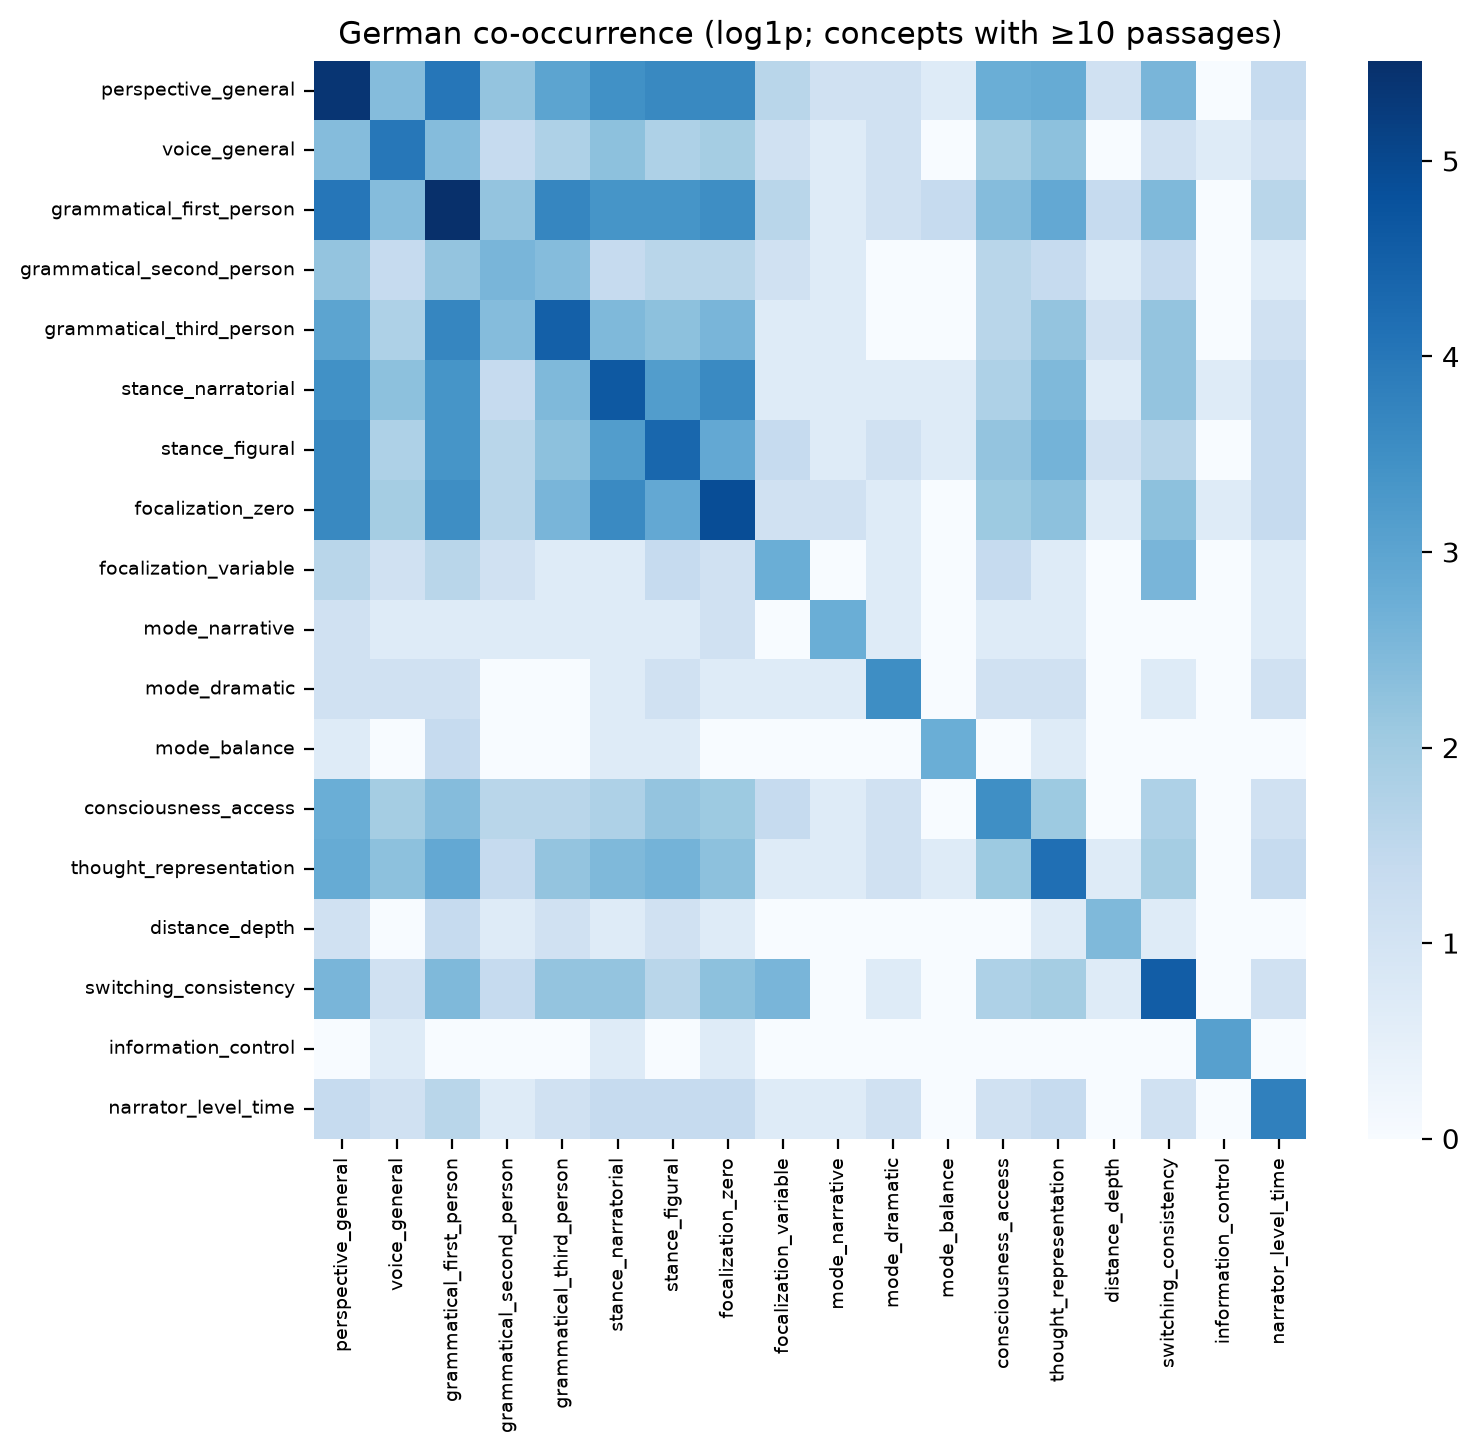 German co-occurrence (log1p; concepts with ≥10 passages)
perspective_general
voice_general
grammatical_first_person
grammatical_second_person
grammatical_third_person
stance_narratorial
stance_figural
focalization_zero
focalization_variable
mode_narrative
mode_dramatic
mode_balance
consciousness_access
thought_representation
distance_depth
switching_consistency
information_control
narrator_level_time
perspective_general
voice_general
grammatical_first_person
grammatical_second_person
grammatical_third_person
stance_narratorial
stance_figural
focalization_zero
focalization_variable
mode_narrative
mode_dramatic
mode_balance
consciousness_access
thought_representation
distance_depth
switching_consistency
information_control
narrator_level_time
5
4
3
2
1
0